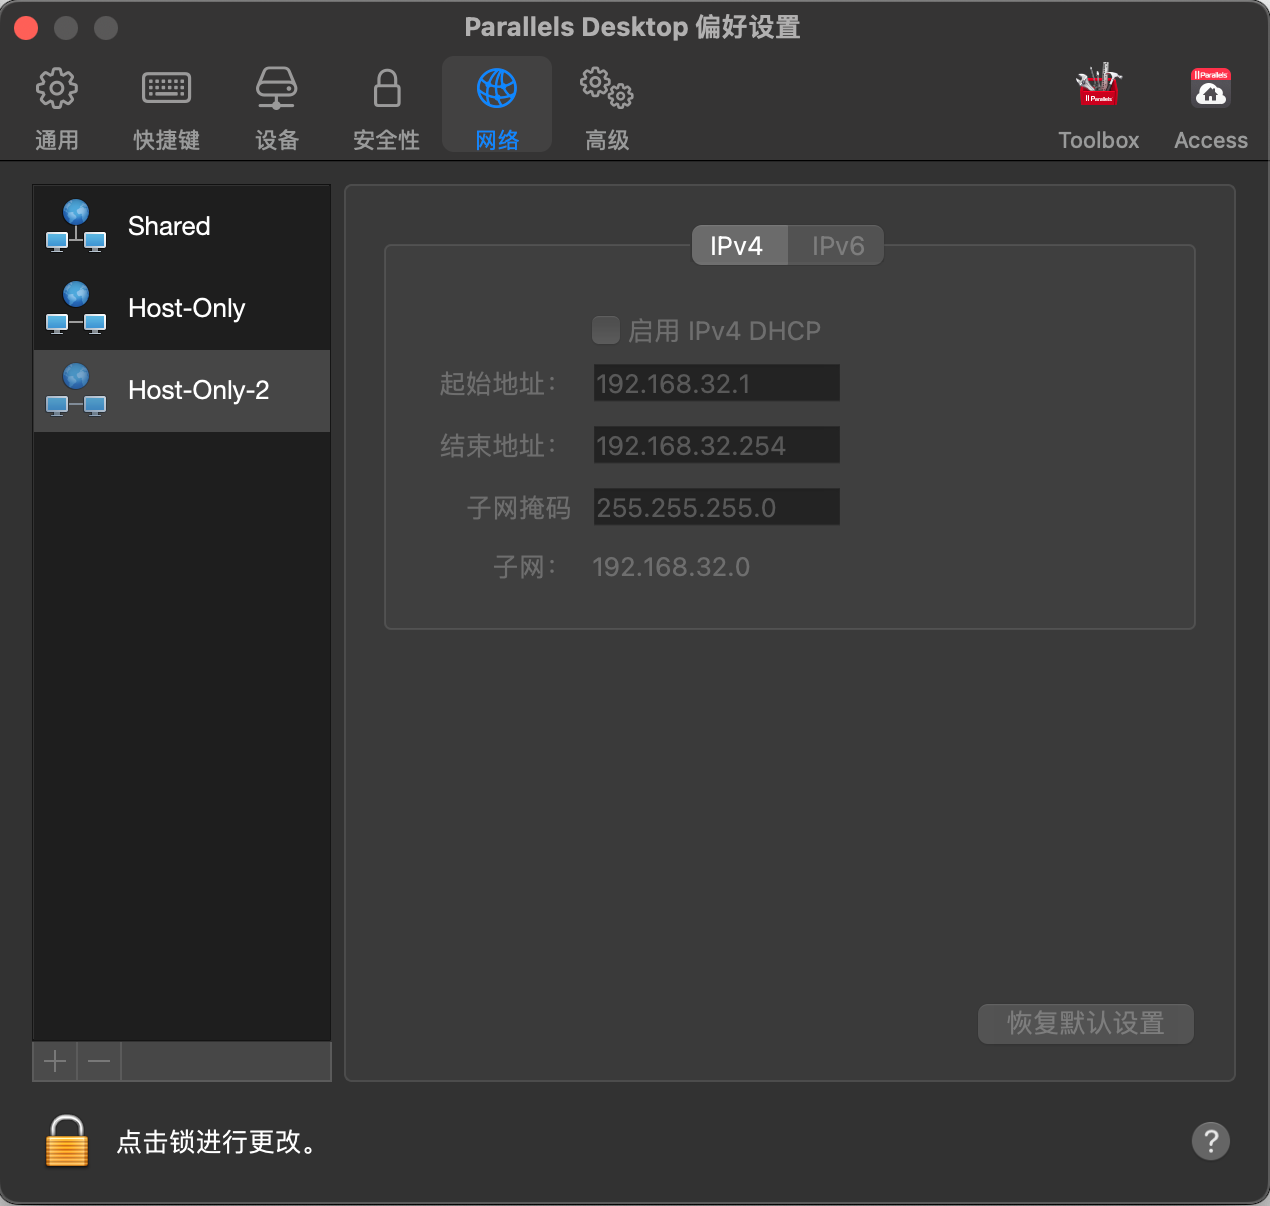 Parallels Desktop 偏好设置
通用
快捷键
设备
安全性
网络
高级
Parallels
Toolbox
Parallels
Access
Shared
Host-Only
Host-Only-2
IPv4
IPv6
启用 IPv4 DHCP
起始地址：
192.168.32.1
结束地址：
192.168.32.254
子网掩码
255.255.255.0
子网：
192.168.32.0
恢复默认设置
点击锁进行更改。
?